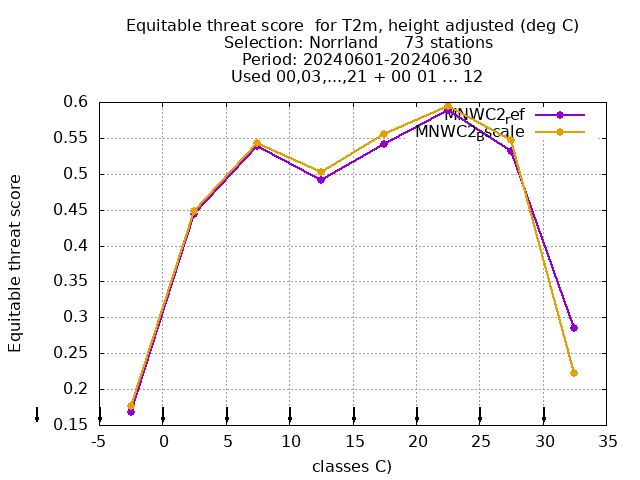 Equitable threat score  for T2m, height adjusted (deg C)
Selection: Norrland     73 stations
Period: 20240601-20240630
Used 00,03,...,21 + 00 01 ... 12
MNWC2ref
MNWC2Bscale
0.6
0.55
0.5
0.45
0.4
0.35
0.3
0.25
0.2
0.15
Equitable threat score
-5 0 5 10 15 20 25 30 35
classes C)